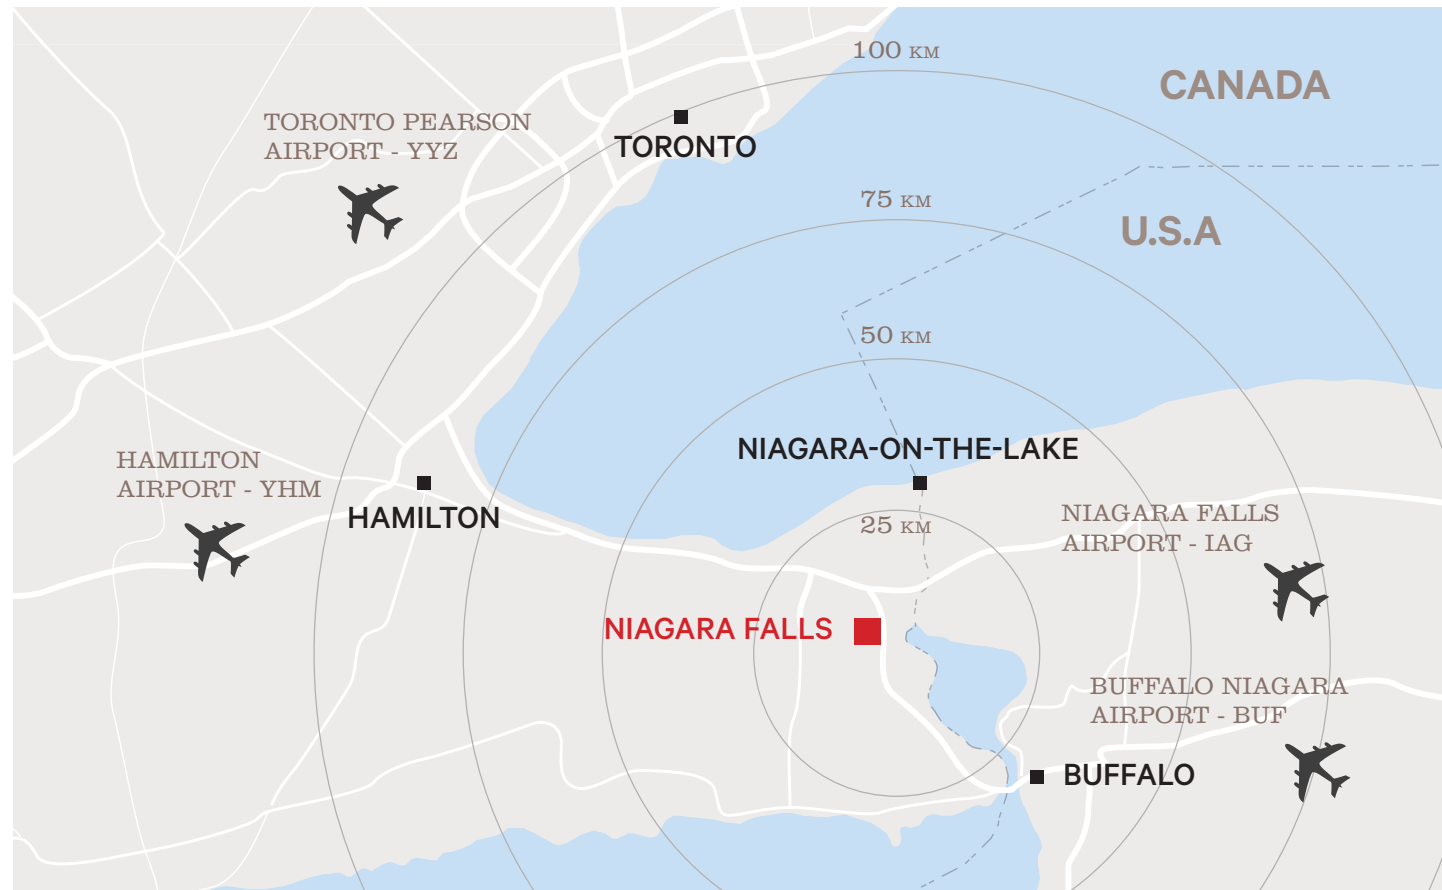 100 KM
CANADA
TORONTO PEARSON
AIRPORT - YYZ
TORONTO
75 KM
U.S.A
50 KM
NIAGARA-ON-THE-LAKE
HAMILTON
AIRPORT - YHM
HAMILTON
25 KM
NIAGARA FALLS
AIRPORT - IAG
NIAGARA FALLS
BUFFALO NIAGARA
AIRPORT - BUF
BUFFALO